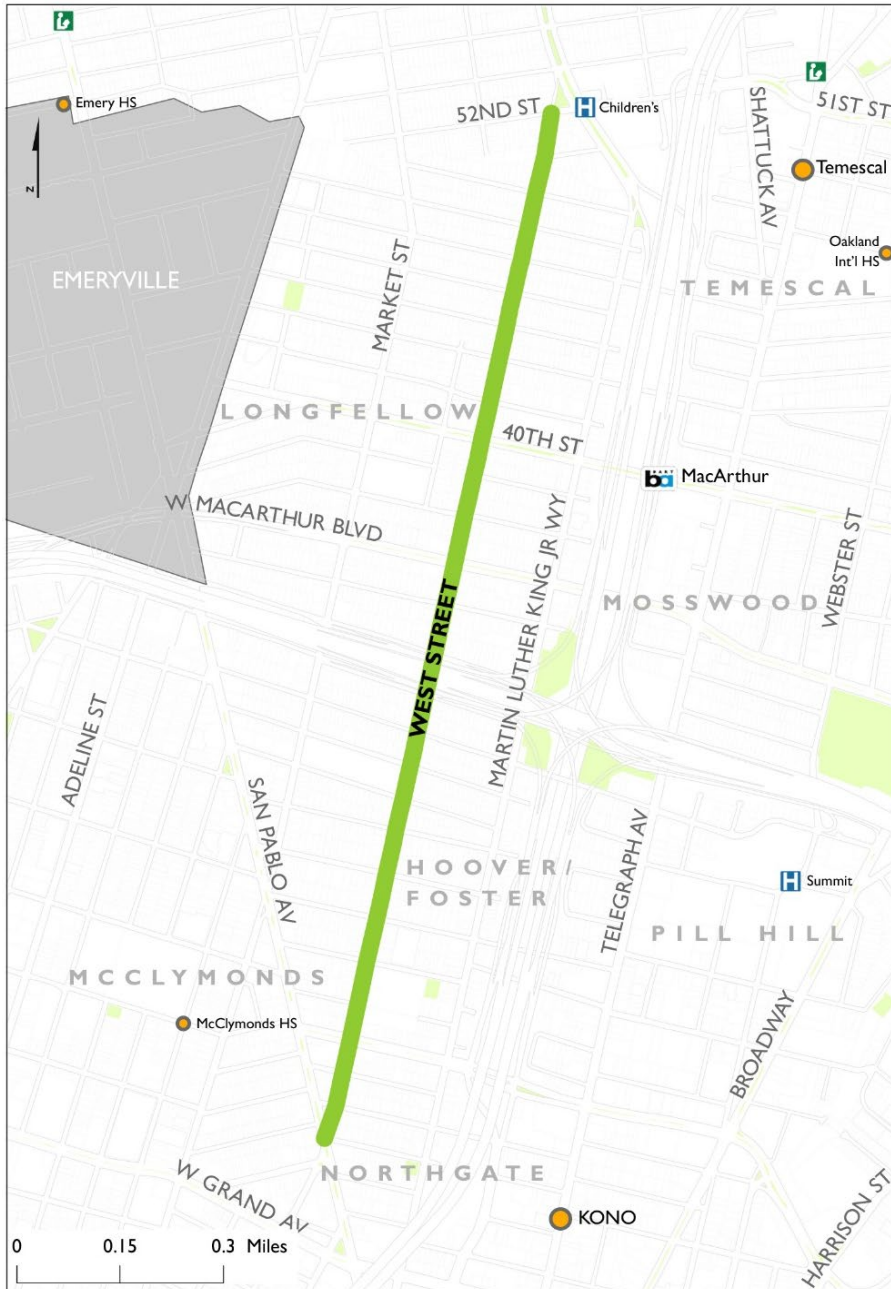 Emery HS
52ND ST
H Children's
51ST ST
SHATTUCK AV
Temescal
N
Oakland
Int'l HS
EMERYVILLE
MARKET ST
TEMESCAL
LONGFELLOW
40TH ST
ba MacArthur
W MACARTHUR BLVD
MARTIN LUTHER KING JR WY
WEBSTER ST
MOSSWOOD
WEST STREET
ADELINE ST
SAN PABLO AV
TELEGRAPH AV
HOOVER/
FOSTER
H Summit
PILL HILL
MCCLYMONDS
McClymonds HS
BROADWAY
NORTHGATE
W GRAND AV
KONO
HARRISON ST
0 0.15 0.3 Miles